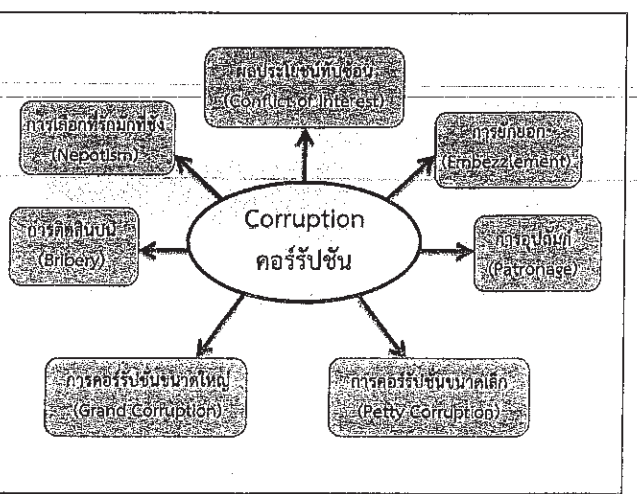 ผลประโยชน์ทับซ้อน
(Conflict of Interest)
การเลือกที่รักมักที่ชัง
(Nepotism)
การยักยอก
(Embezzlement)
Corruption
คอร์รัปชัน
การติดสินบน
(Bribery)
การอุปถัมภ์
(Patronage)
การคอร์รัปชันขนาดใหญ่
(Grand Corruption)
การคอร์รัปชันขนาดเล็ก
(Petty Corruption)